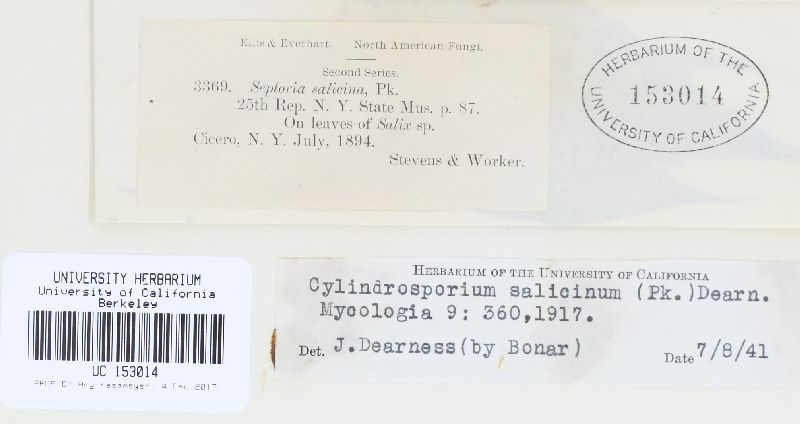 Ellis & Everhart. North American Fungi.
Second Series.
3369. Septoria salicina, Pk.
25th Rep. N. Y. State Mus. p. 87.
On leaves of Salix sp.
Cicero, N. Y. July, 1894.
Stevens & Worker.
HERBARIUM OF THE
153014
UNIVERSITY OF CALIFORNIA
UNIVERSITY HERBARIUM
University of California
Berkeley
UC 153014
4 Dec 2017
HERBARIUM OF THE UNIVERSITY OF CALIFORNIA
Cylindrosporium salicinum (Pk.)Dearn.
Mycologia 9: 360,1917.
Det. J.Dearness(by Bonar) Date 7/8/41